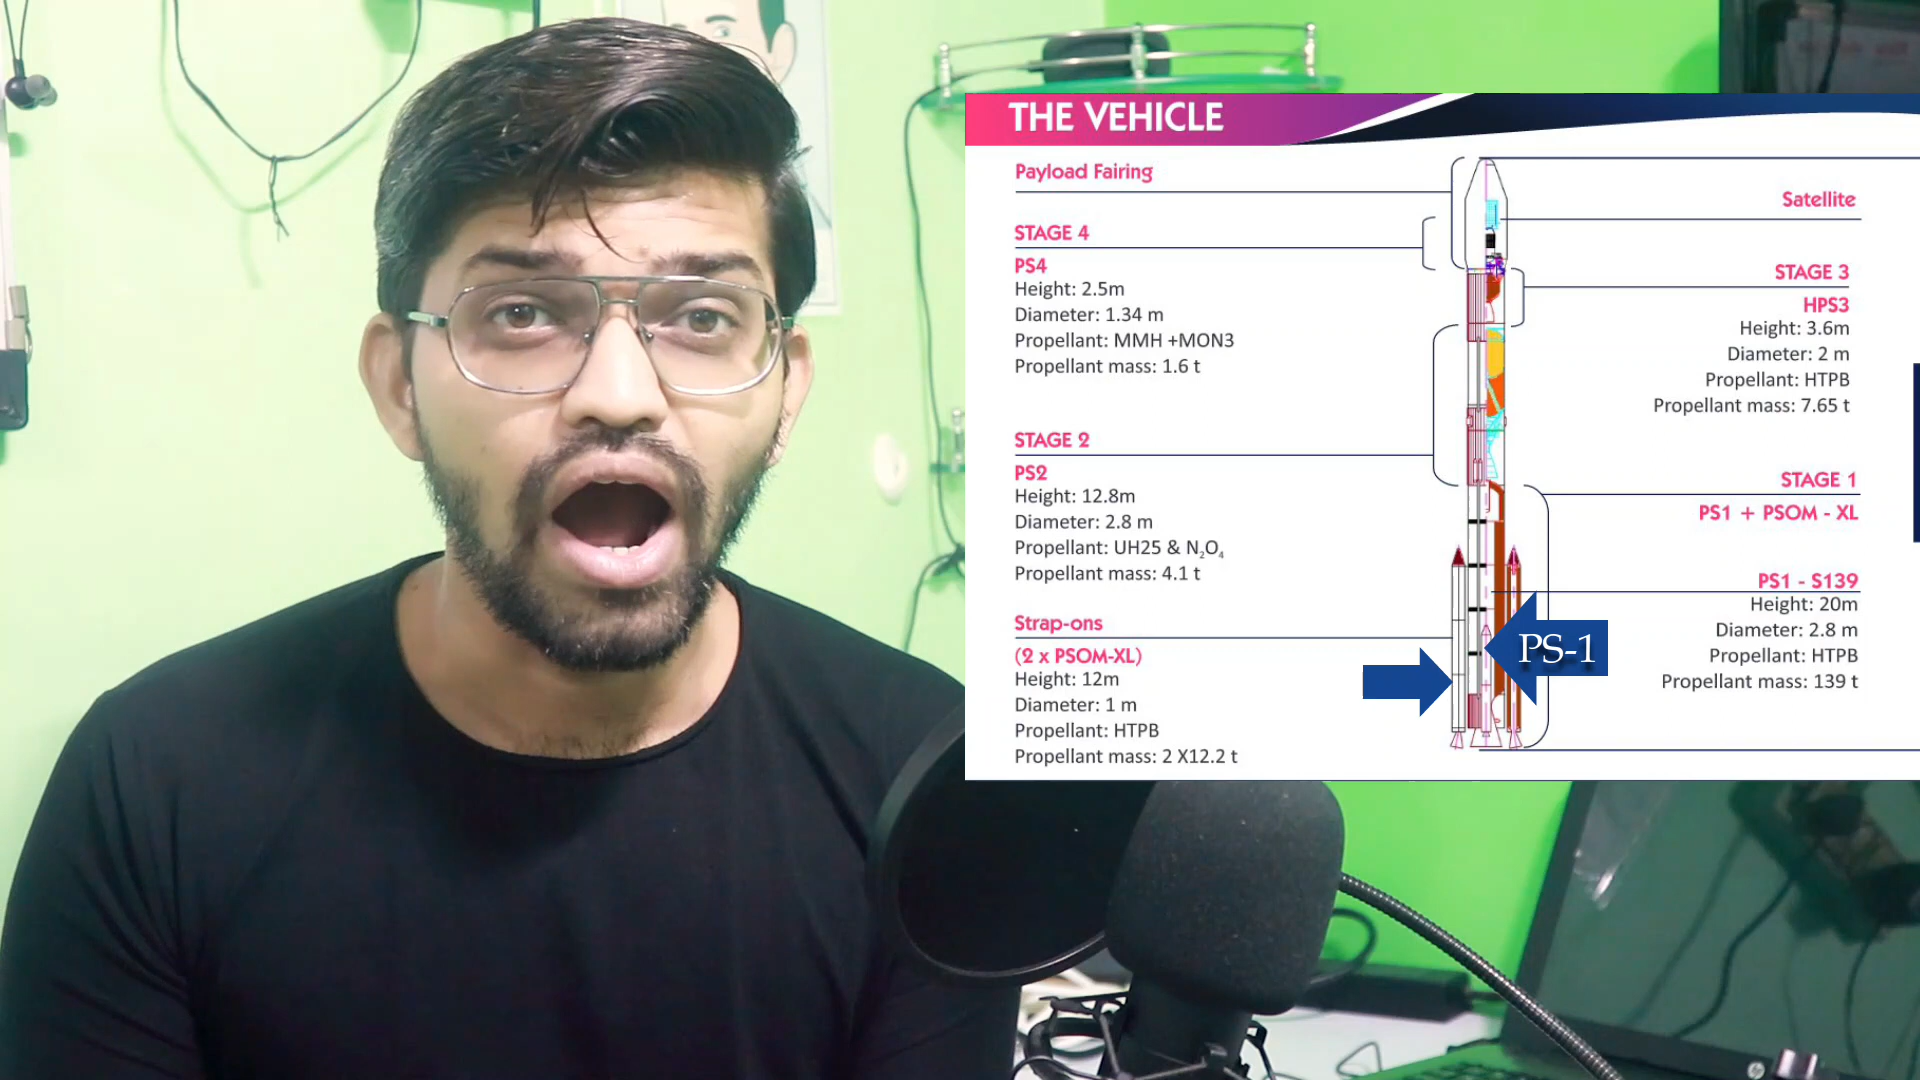 THE VEHICLE
Payload Fairing
Satellite
STAGE 4
PS4
Height: 2.5m
Diameter: 1.34 m
Propellant: MMH +MON3
Propellant mass: 1.6 t
STAGE 3
HPS3
Height: 3.6m
Diameter: 2 m
Propellant: HTPB
Propellant mass: 7.65 t
STAGE 2
PS2
Height: 12.8m
Diameter: 2.8 m
Propellant: UH25 & N₂O₄
Propellant mass: 4.1 t
STAGE 1
PS1 + PSOM - XL
PS1 - S139
Height: 20m
Diameter: 2.8 m
Propellant: HTPB
Propellant mass: 139 t
PS-1
Strap-ons
(2 x PSOM-XL)
Height: 12m
Diameter: 1 m
Propellant: HTPB
Propellant mass: 2 X12.2 t